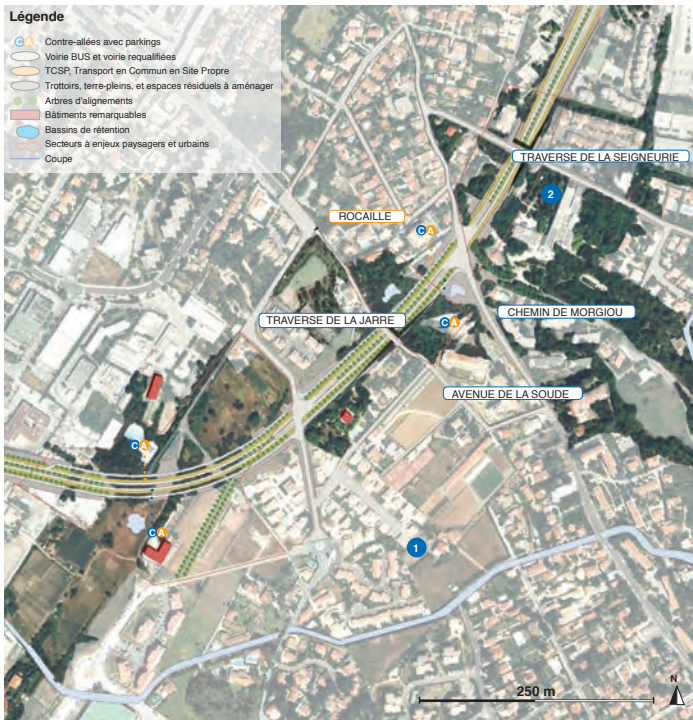 Légende
C A Contre-allées avec parkings
Voirie BUS et voirie requalifiées
TCSP, Transport en Commun en Site Propre
Trottoirs, terre-pleins, et espaces résiduels à aménager
Arbres d'alignements
Bâtiments remarquables
Bassins de rétention
Secteurs à enjeux paysagers et urbains
Coupe
TRAVERSE DE LA SEIGNEURIE
2
ROCAILLE
C A
CHEMIN DE MORGIOU
TRAVERSE DE LA JARRE
C A
AVENUE DE LA SOUDE
C A
C A
1
250 m
N